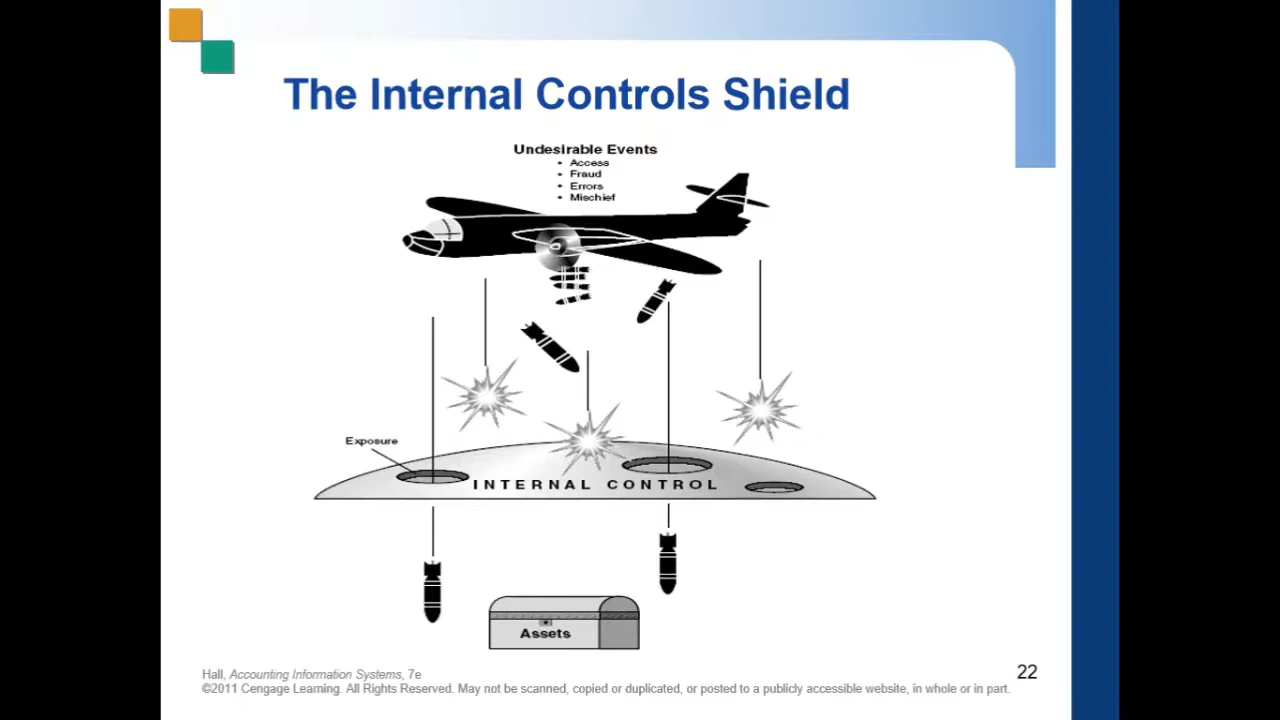 The Internal Controls Shield
Undesirable Events
• Access
• Fraud
• Errors
• Mischief
Exposure
INTERNAL CONTROL
Assets
Hall, Accounting Information Systems, 7e
©2011 Cengage Learning. All Rights Reserved. May not be scanned, copied or duplicated, or posted to a publicly accessible website, in whole or in part.
22